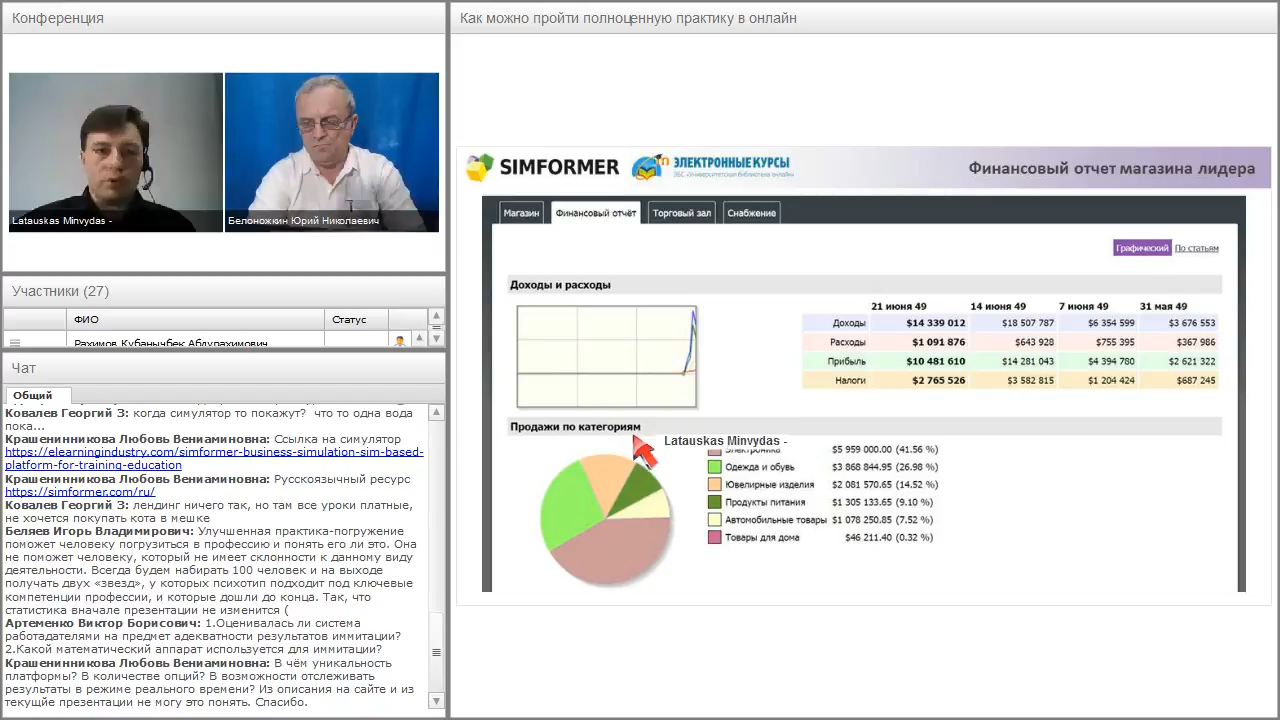 Конференция
Latauskas Minvydas -
Белоножкин Юрий Николаевич
Участники (27)
ФИО
Статус
Рахимов Кубанычбек Абдурахимович
Чат
Общий
Ковалев Георгий З: когда симулятор то покажут? что то одна вода
пока...
Крашенинникова Любовь Вениаминовна: Ссылка на симулятор
https://elearningindustry.com/simformer-business-simulation-sim-based-
platform-for-training-education
Крашенинникова Любовь Вениаминовна: Русскоязычный ресурс
https://simformer.com/ru/
Ковалев Георгий З: лендинг ничего так, но там все уроки платные,
не хочется покупать кота в мешке
Беляев Игорь Владимирович: Улучшенная практика-погружение
поможет человеку погрузиться в профессию и понять его ли это. Она
не поможет человеку, который не имеет склонности к данному виду
деятельности. Всегда будем набирать 100 человек и на выходе
получать двух «звезд», у которых психотип подходит под ключевые
компетенции профессии, и которые дошли до конца. Так, что
статистика вначале презентации не изменится (
Артеменко Виктор Борисович: 1.Оценивалась ли система
работадателями на предмет адекватности результатов иммитации?
2.Какой математический аппарат используется для иммитации?
Крашенинникова Любовь Вениаминовна: В чём уникальность
платформы? В количестве опций? В возможности отслеживать
результаты в режиме реального времени? Из описания на сайте и из
текущйе презентации не могу это понять. Спасибо.
Как можно пройти полноценную практику в онлайн
SIMFORMER
ЭЛЕКТРОННЫЕ КУРСЫ
ЭБС «Университетская библиотека онлайн»
Финансовый отчет магазина лидера
Магазин Финансовый отчёт Торговый зал Снабжение
Графический По статьям
Доходы и расходы
21 июня 49 14 июня 49 7 июня 49 31 мая 49
Доходы $14 339 012 $18 507 787 $6 354 599 $3 676 553
Расходы $1 091 876 $643 928 $755 395 $367 986
Прибыль $10 481 610 $14 281 043 $4 394 780 $2 621 322
Налоги $2 765 526 $3 582 815 $1 204 424 $687 245
Продажи по категориям
Latauskas Minvydas -
Электроника $5 959 000.00 (41.56 %)
Одежда и обувь $3 868 844.95 (26.98 %)
Ювелирные изделия $2 081 570.65 (14.52 %)
Продукты питания $1 305 133.65 (9.10 %)
Автомобильные товары $1 078 250.85 (7.52 %)
Товары для дома $46 211.40 (0.32 %)